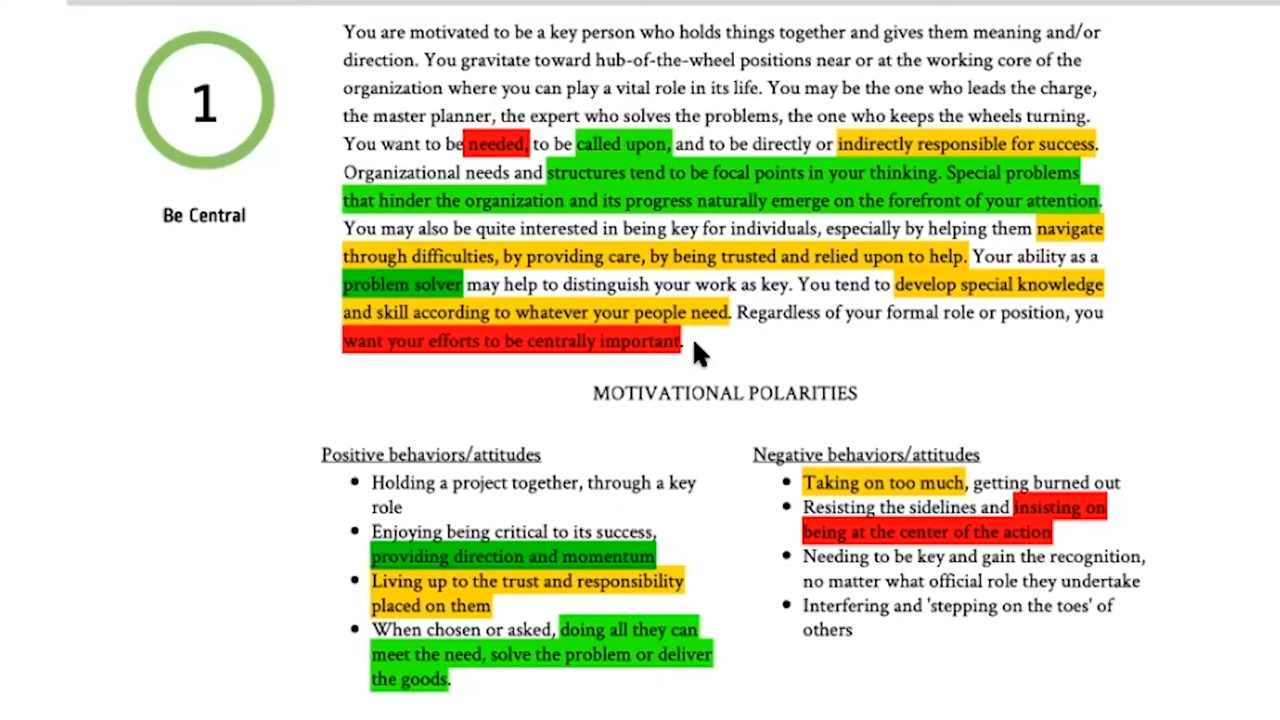 1
Be Central
You are motivated to be a key person who holds things together and gives them meaning and/or
direction. You gravitate toward hub-of-the-wheel positions near or at the working core of the
organization where you can play a vital role in its life. You may be the one who leads the charge,
the master planner, the expert who solves the problems, the one who keeps the wheels turning.
You want to be needed, to be called upon, and to be directly or indirectly responsible for success.
Organizational needs and structures tend to be focal points in your thinking. Special problems
that hinder the organization and its progress naturally emerge on the forefront of your attention.
You may also be quite interested in being key for individuals, especially by helping them navigate
through difficulties, by providing care, by being trusted and relied upon to help. Your ability as a
problem solver may help to distinguish your work as key. You tend to develop special knowledge
and skill according to whatever your people need. Regardless of your formal role or position, you
want your efforts to be centrally important.
MOTIVATIONAL POLARITIES
Positive behaviors/attitudes
• Holding a project together, through a key
role
• Enjoying being critical to its success,
providing direction and momentum
• Living up to the trust and responsibility
placed on them
• When chosen or asked, doing all they can
meet the need, solve the problem or deliver
the goods.
Negative behaviors/attitudes
• Taking on too much, getting burned out
• Resisting the sidelines and insisting on
being at the center of the action
• Needing to be key and gain the recognition,
no matter what official role they undertake
• Interfering and 'stepping on the toes' of
others